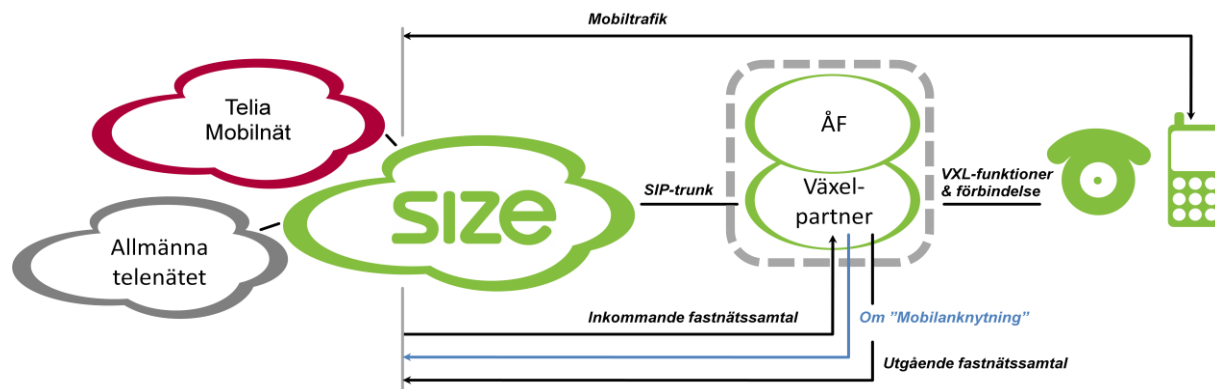 Mobiltrafik
Telia
Mobilnät
Allmänna
telenätet
size
SIP-trunk
ÅF
Växel-
partner
VXL-funktioner
& förbindelse
Inkommande fastnätssamtal
Om ”Mobilanknytning”
Utgående fastnätssamtal